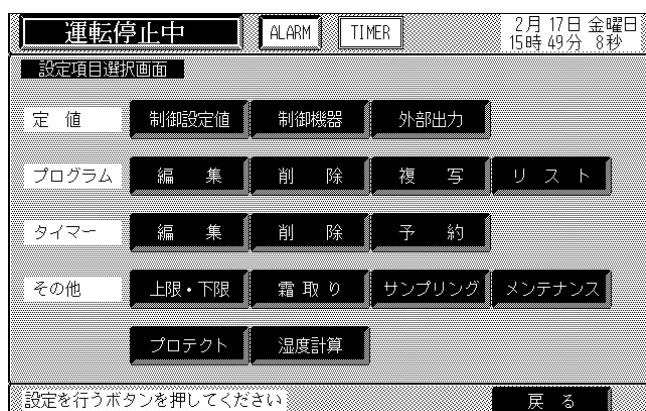 運転停止中 ALARM TIMER 2月 17日 金曜日
15時 49分 8秒
設定項目選択画面
定 値 制御設定値 制御機器 外部出力
プログラム 編 集 削 除 複 写 リ ス ト
タイマー 編 集 削 除 予 約
その他 上限・下限 霜 取 り サンプリング メンテナンス
プロテクト 湿度計算
設定を行うボタンを押してください 戻 る